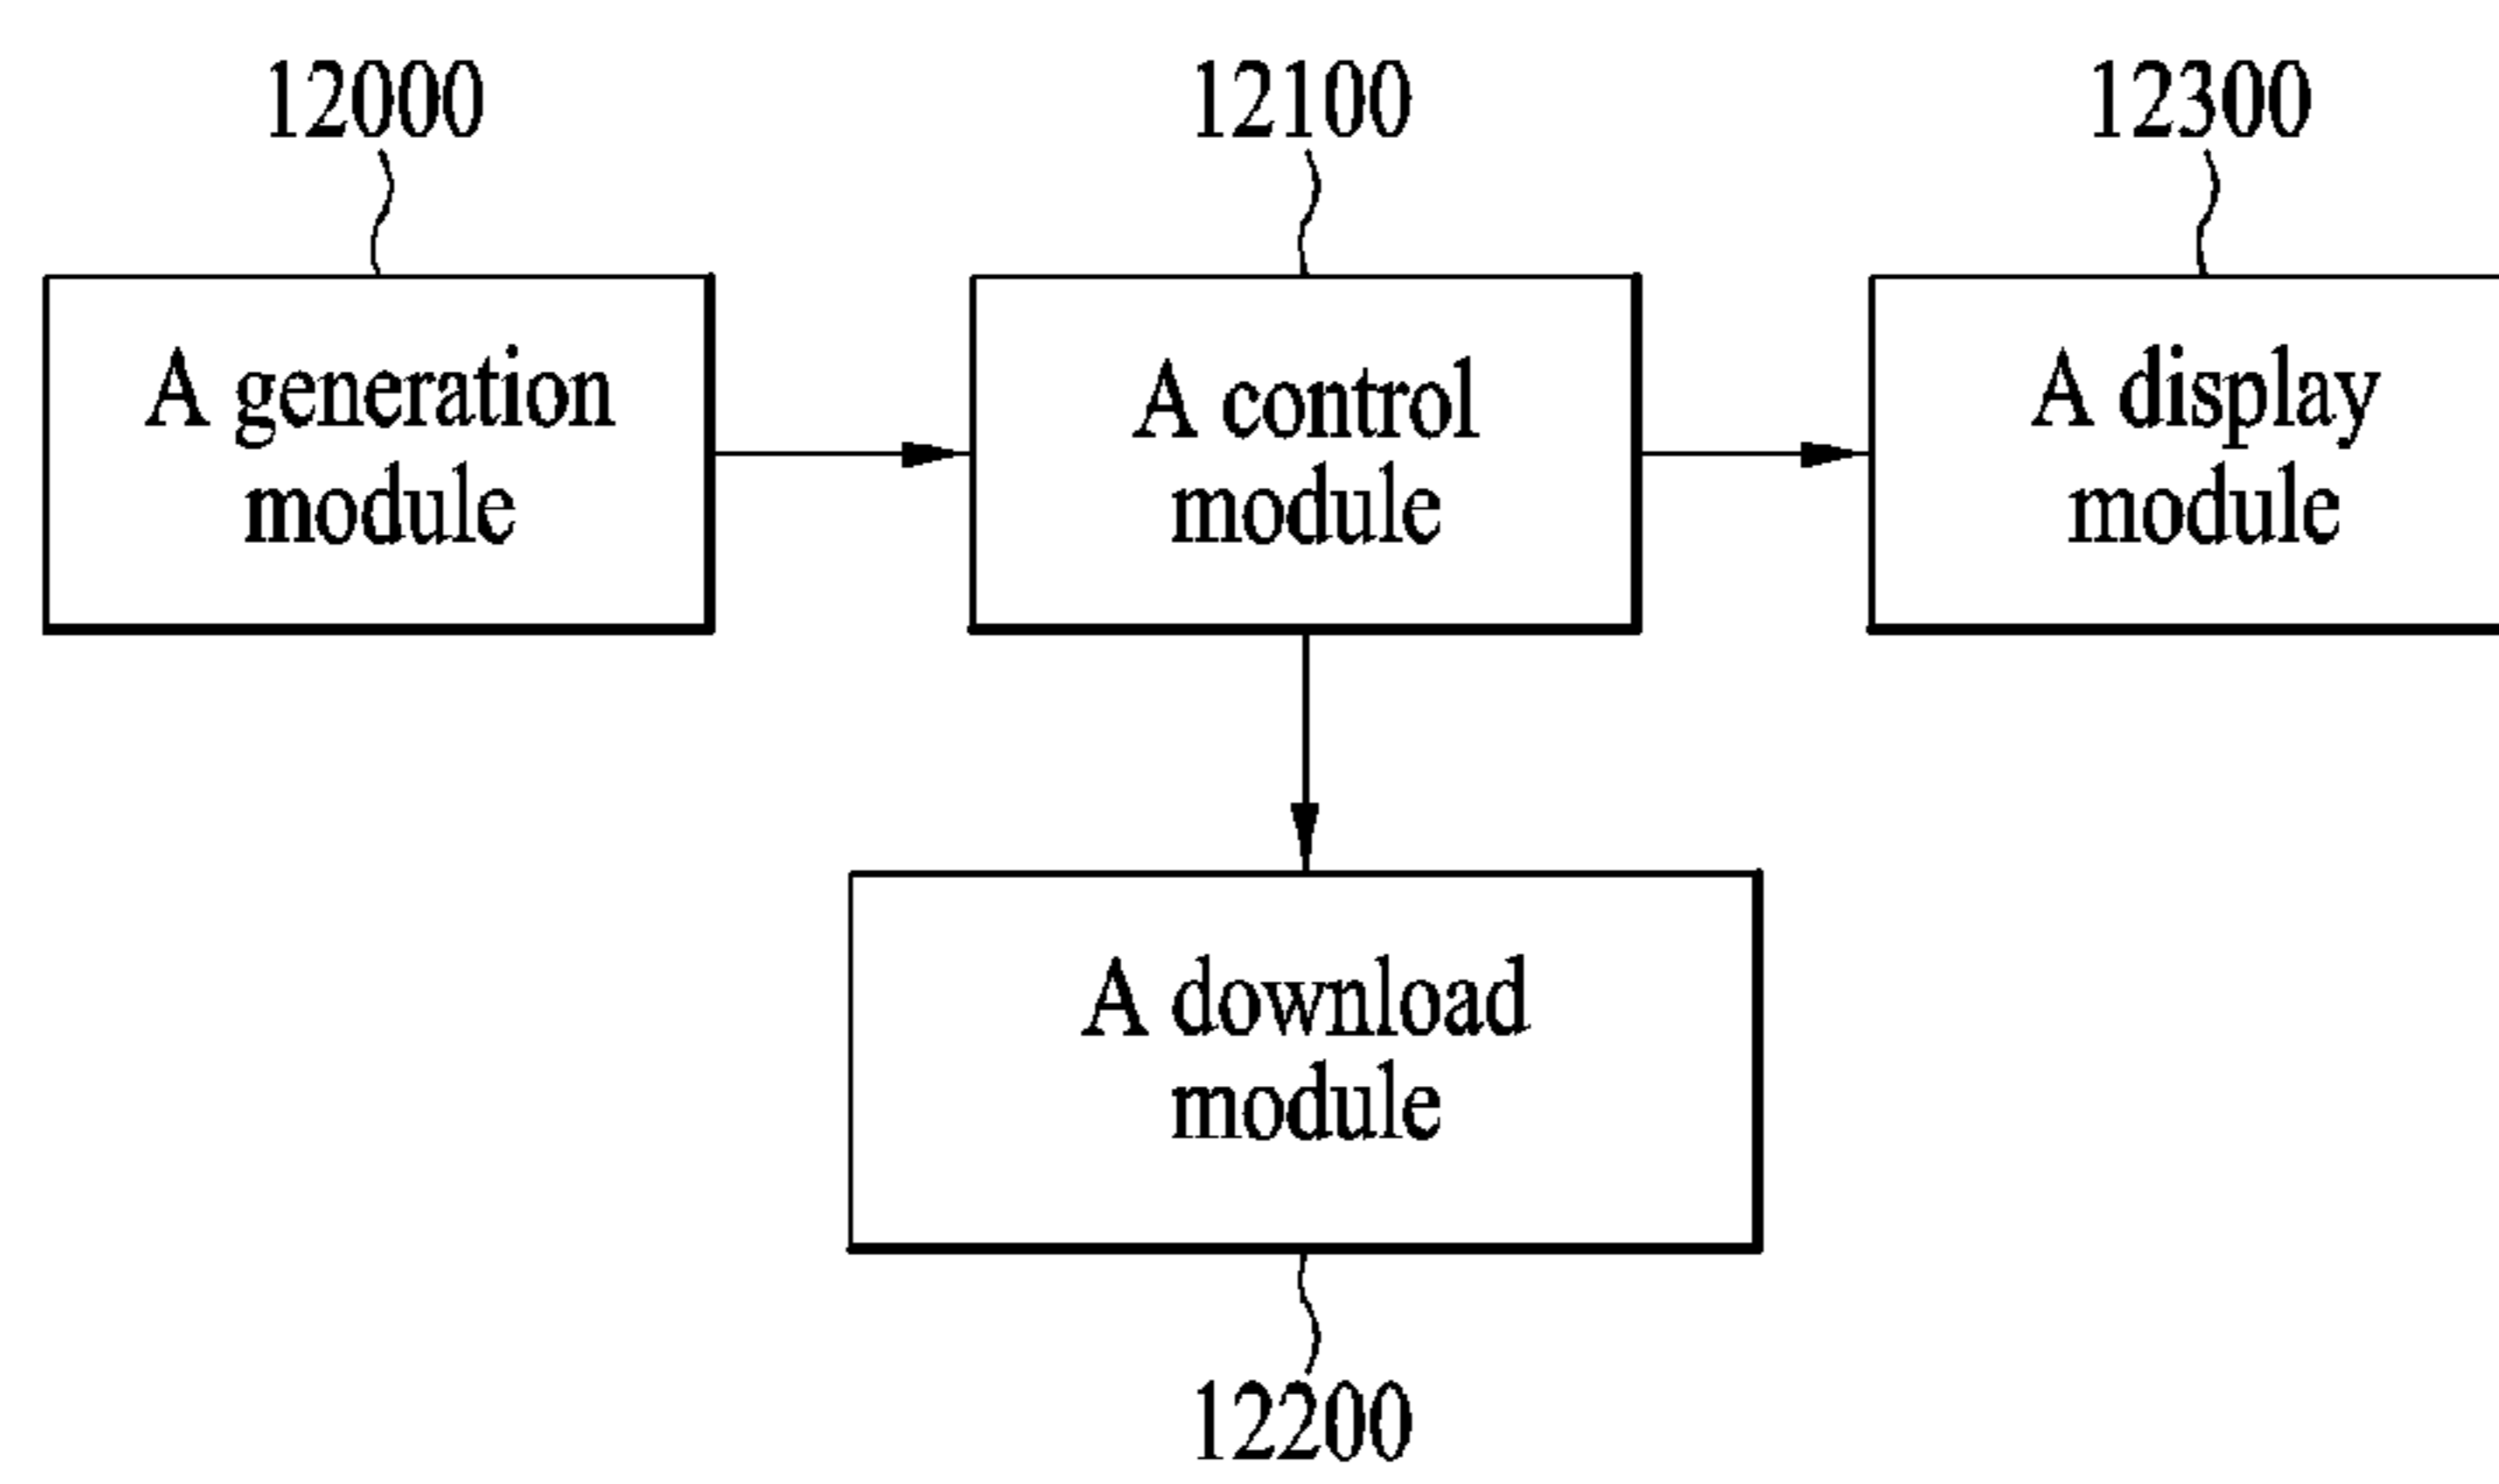 12000
12100
12300
A generation
module
A control
module
A display
module
A download
module
12200